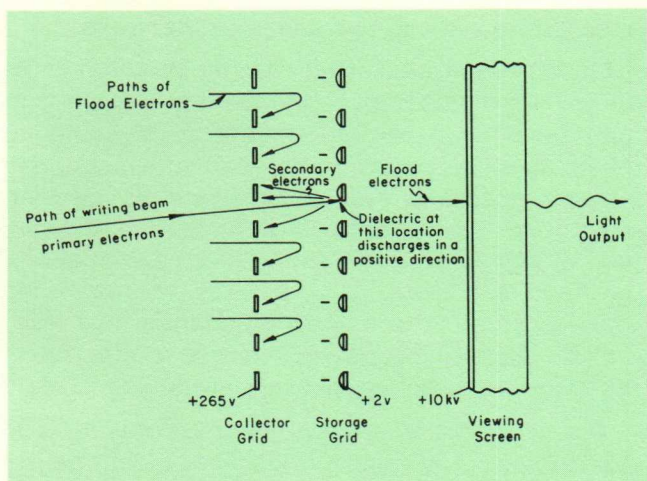 Paths of
Flood Electrons
Secondary
electrons
Flood
electrons
Path of writing beam
primary electrons
Dielectric at
this location
discharges in a
positive direction
Light
Output
+265v
+2v
+10kv
Collector
Grid
Storage
Grid
Viewing
Screen